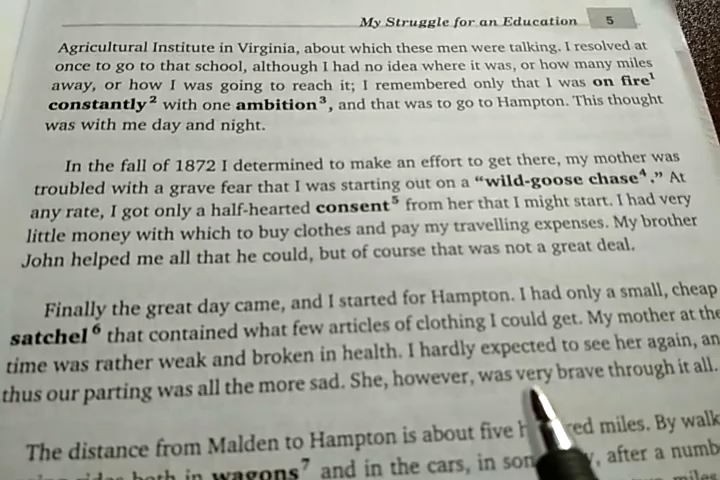 My Struggle for an Education 5
Agricultural Institute in Virginia, about which these men were talking. I resolved at
once to go to that school, although I had no idea where it was, or how many miles
away, or how I was going to reach it; I remembered only that I was on fire¹
constantly² with one ambition³, and that was to go to Hampton. This thought
was with me day and night.
In the fall of 1872 I determined to make an effort to get there, my mother was
troubled with a grave fear that I was starting out on a “wild-goose chase⁴.” At
any rate, I got only a half-hearted consent⁵ from her that I might start. I had very
little money with which to buy clothes and pay my travelling expenses. My brother
John helped me all that he could, but of course that was not a great deal.
Finally the great day came, and I started for Hampton. I had only a small, cheap
satchel⁶ that contained what few articles of clothing I could get. My mother at the
time was rather weak and broken in health. I hardly expected to see her again, an
thus our parting was all the more sad. She, however, was very brave through it all.
The distance from Malden to Hampton is about five h red miles. By walk
both in wagons⁷ and in the cars, in som y, after a numb
miles